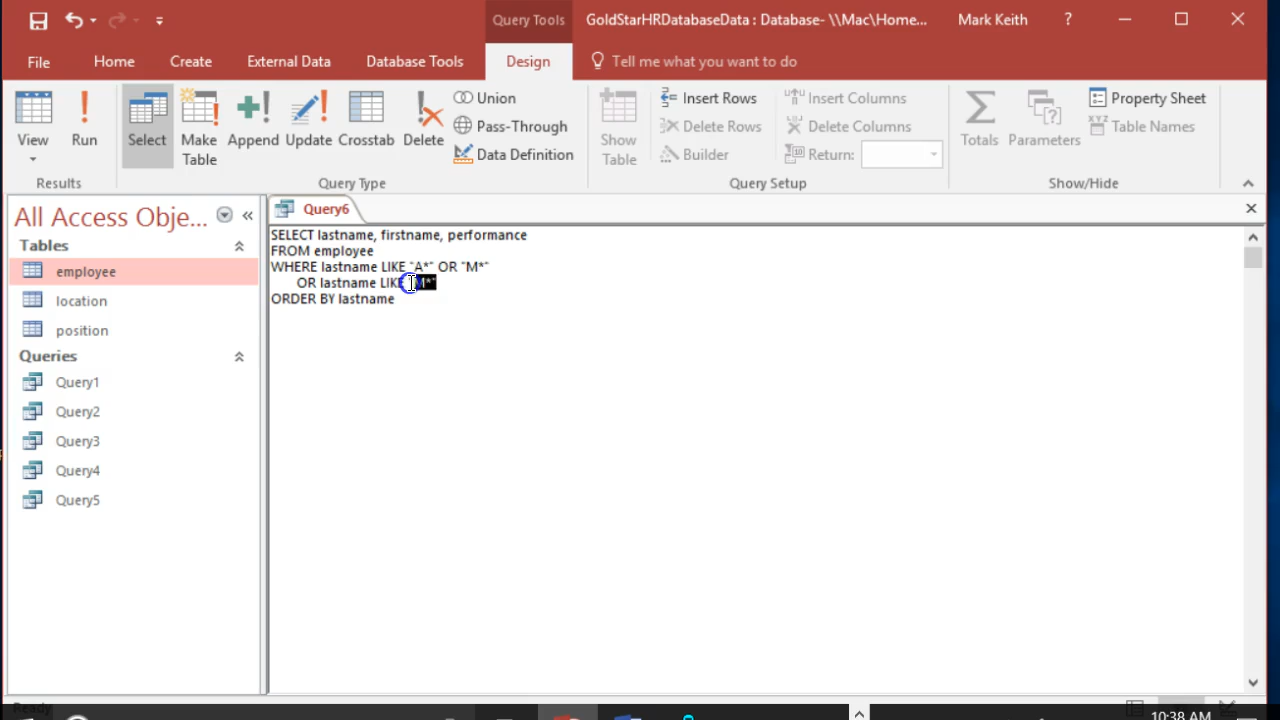 Query Tools
GoldStarHRDatabaseData : Database- \\Mac\Home...
Mark Keith
?
File
Home
Create
External Data
Database Tools
Design
Tell me what you want to do
View
Run
Select
Make
Table
Append
Update
Crosstab
Delete
Union
Pass-Through
Data Definition
Show
Table
Insert Rows
Delete Rows
Builder
Insert Columns
Delete Columns
Return:
Totals
Parameters
Property Sheet
XYZ
Table Names
Results
Query Type
Query Setup
Show/Hide
All Access Obje...
Tables
employee
location
position
Queries
Query1
Query2
Query3
Query4
Query5
Query6
SELECT lastname, firstname, performance
FROM employee
WHERE lastname LIKE "A*" OR "M*"
OR lastname LIKE "M*"
ORDER BY lastname
Ready
10:38 AM